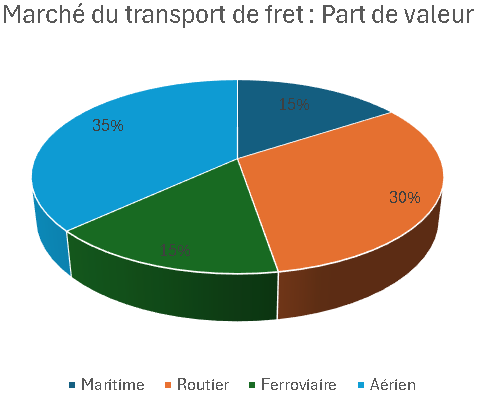 Marché du transport de fret : Part de valeur
15%
35%
30%
15%
Maritime Routier Ferroviaire Aérien